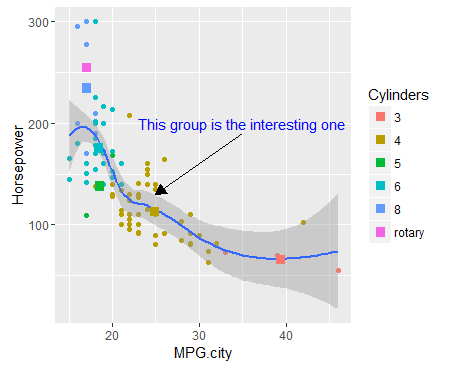 300
200
100
Horsepower
This group is the interesting one
20
30
40
MPG.city
Cylinders
3
4
5
6
8
rotary